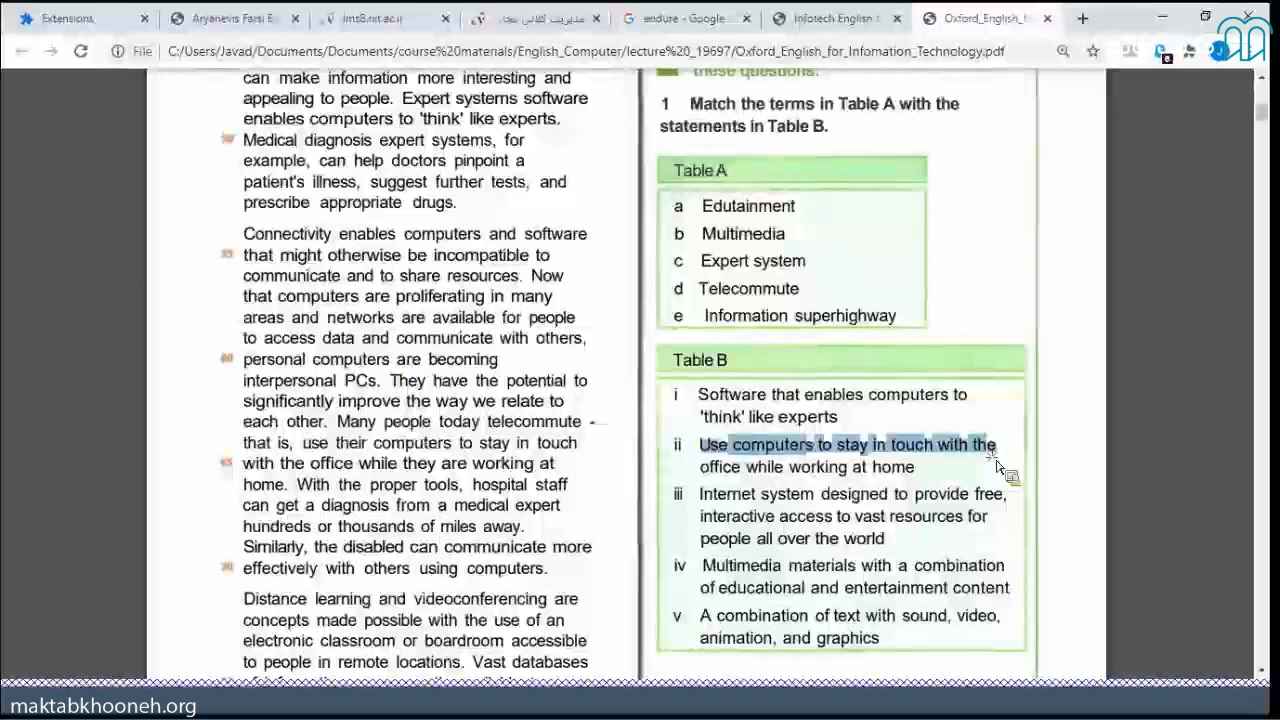 Extensions
Aryanevis Farsi E
lms8.nit.ac.ir
مدیریت کلاس
endure - Google
Infotech English
Oxford_English_
File
C:/Users/Javad/Documents/Documents/course%20materials/English_Computer/lecture%20_19697/Oxford_English_for_Infomation_Technology.pdf
can make information more interesting and
appealing to people. Expert systems software
enables computers to 'think' like experts.
Medical diagnosis expert systems, for
example, can help doctors pinpoint a
patient's illness, suggest further tests, and
prescribe appropriate drugs.
Connectivity enables computers and software
55 that might otherwise be incompatible to
communicate and to share resources. Now
that computers are proliferating in many
areas and networks are available for people
to access data and communicate with others,
60 personal computers are becoming
interpersonal PCs. They have the potential to
significantly improve the way we relate to
each other. Many people today telecommute -
that is, use their computers to stay in touch
65 with the office while they are working at
home. With the proper tools, hospital staff
can get a diagnosis from a medical expert
hundreds or thousands of miles away.
Similarly, the disabled can communicate more
70 effectively with others using computers.
Distance learning and videoconferencing are
concepts made possible with the use of an
electronic classroom or boardroom accessible
to people in remote locations. Vast databases
these questions.
1 Match the terms in Table A with the
statements in Table B.
Table A
a Edutainment
b Multimedia
c Expert system
d Telecommute
e Information superhighway
Table B
i Software that enables computers to
'think' like experts
ii Use computers to stay in touch with the
office while working at home
iii Internet system designed to provide free,
interactive access to vast resources for
people all over the world
iv Multimedia materials with a combination
of educational and entertainment content
v A combination of text with sound, video,
animation, and graphics
maktabkhooneh.org